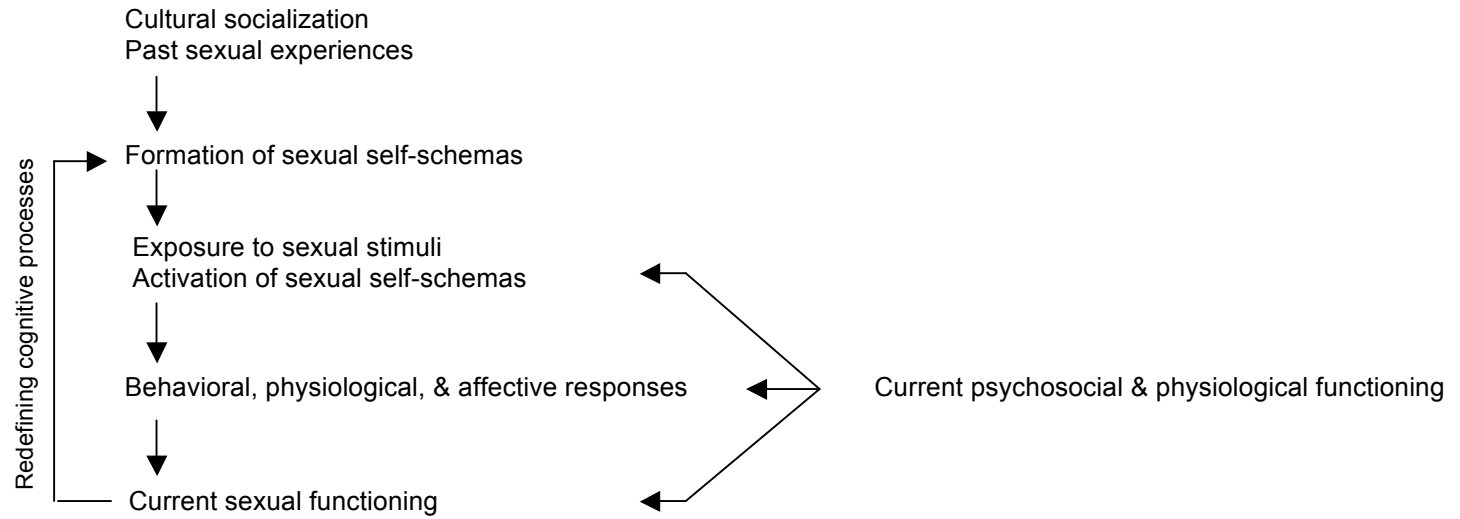 Cultural socialization
Past sexual experiences
Formation of sexual self-schemas
Exposure to sexual stimuli
Activation of sexual self-schemas
Behavioral, physiological, & affective responses
Current psychosocial & physiological functioning
Current sexual functioning
Redefining cognitive processes